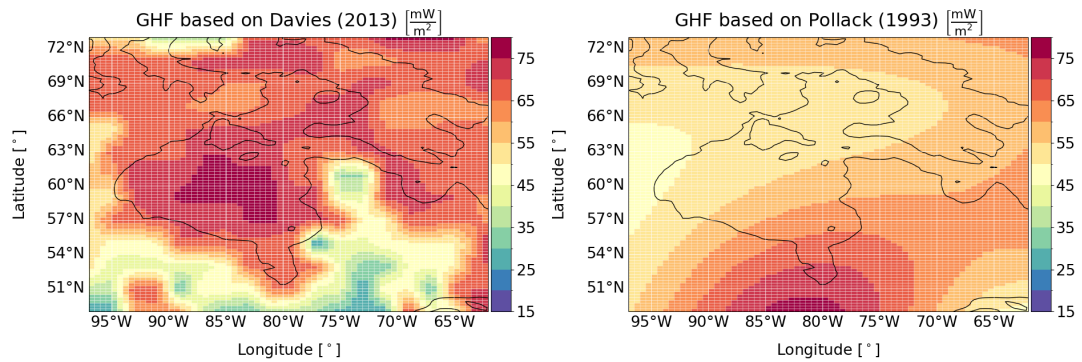 GHF based on Davies (2013) [mW/m²]
72°N
69°N
66°N
63°N
60°N
57°N
54°N
51°N
Latitude [°]
95°W 90°W 85°W 80°W 75°W 70°W 65°W
Longitude [°]
75
65
55
45
35
25
15
GHF based on Pollack (1993) [mW/m²]
72°N
69°N
66°N
63°N
60°N
57°N
54°N
51°N
Latitude [°]
95°W 90°W 85°W 80°W 75°W 70°W 65°W
Longitude [°]
75
65
55
45
35
25
15